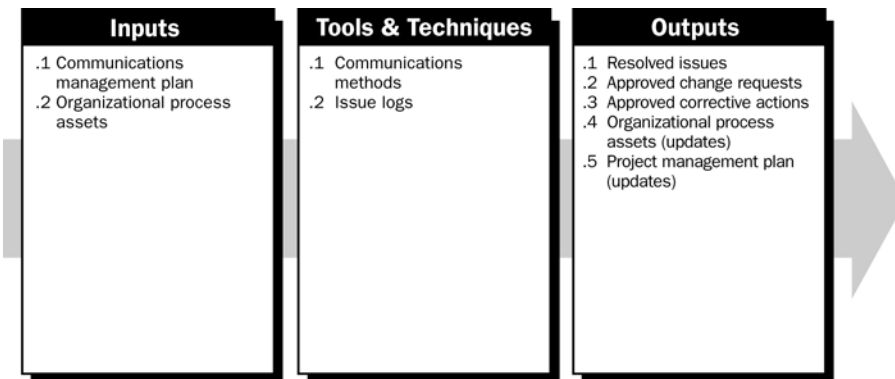 Inputs
.1 Communications
management plan
.2 Organizational process
assets
Tools & Techniques
.1 Communications
methods
.2 Issue logs
Outputs
.1 Resolved issues
.2 Approved change requests
.3 Approved corrective actions
.4 Organizational process
assets (updates)
.5 Project management plan
(updates)